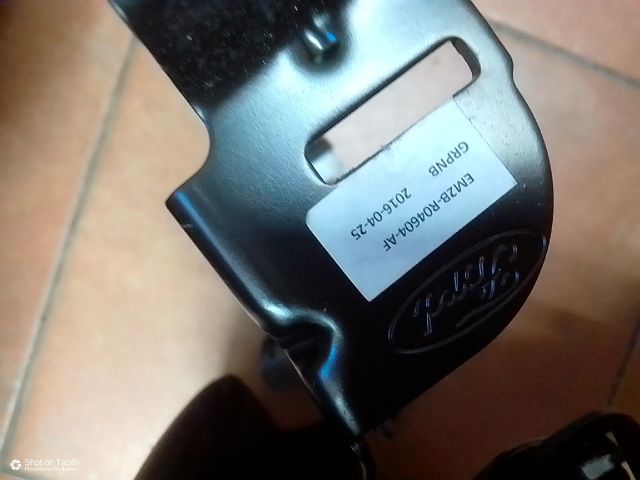 EM2B-R04604-AF
GRPNB 2016-04-25
Ford
Shot on Tab8